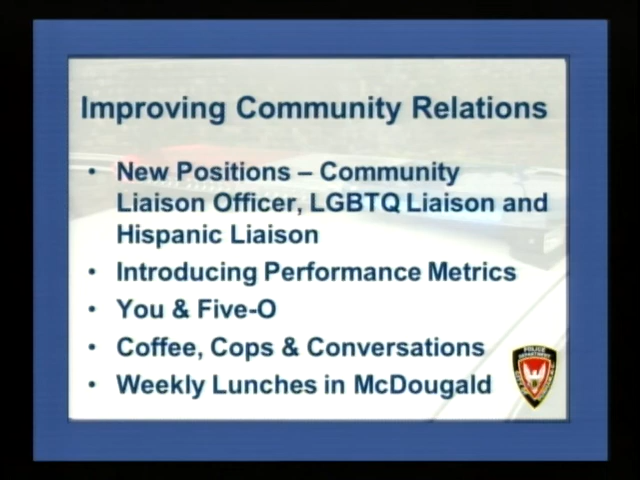 Improving Community Relations
• New Positions – Community
Liaison Officer, LGBTQ Liaison and
Hispanic Liaison
• Introducing Performance Metrics
• You & Five-O
• Coffee, Cops & Conversations
• Weekly Lunches in McDougald
POLICE
DEPARTMENT